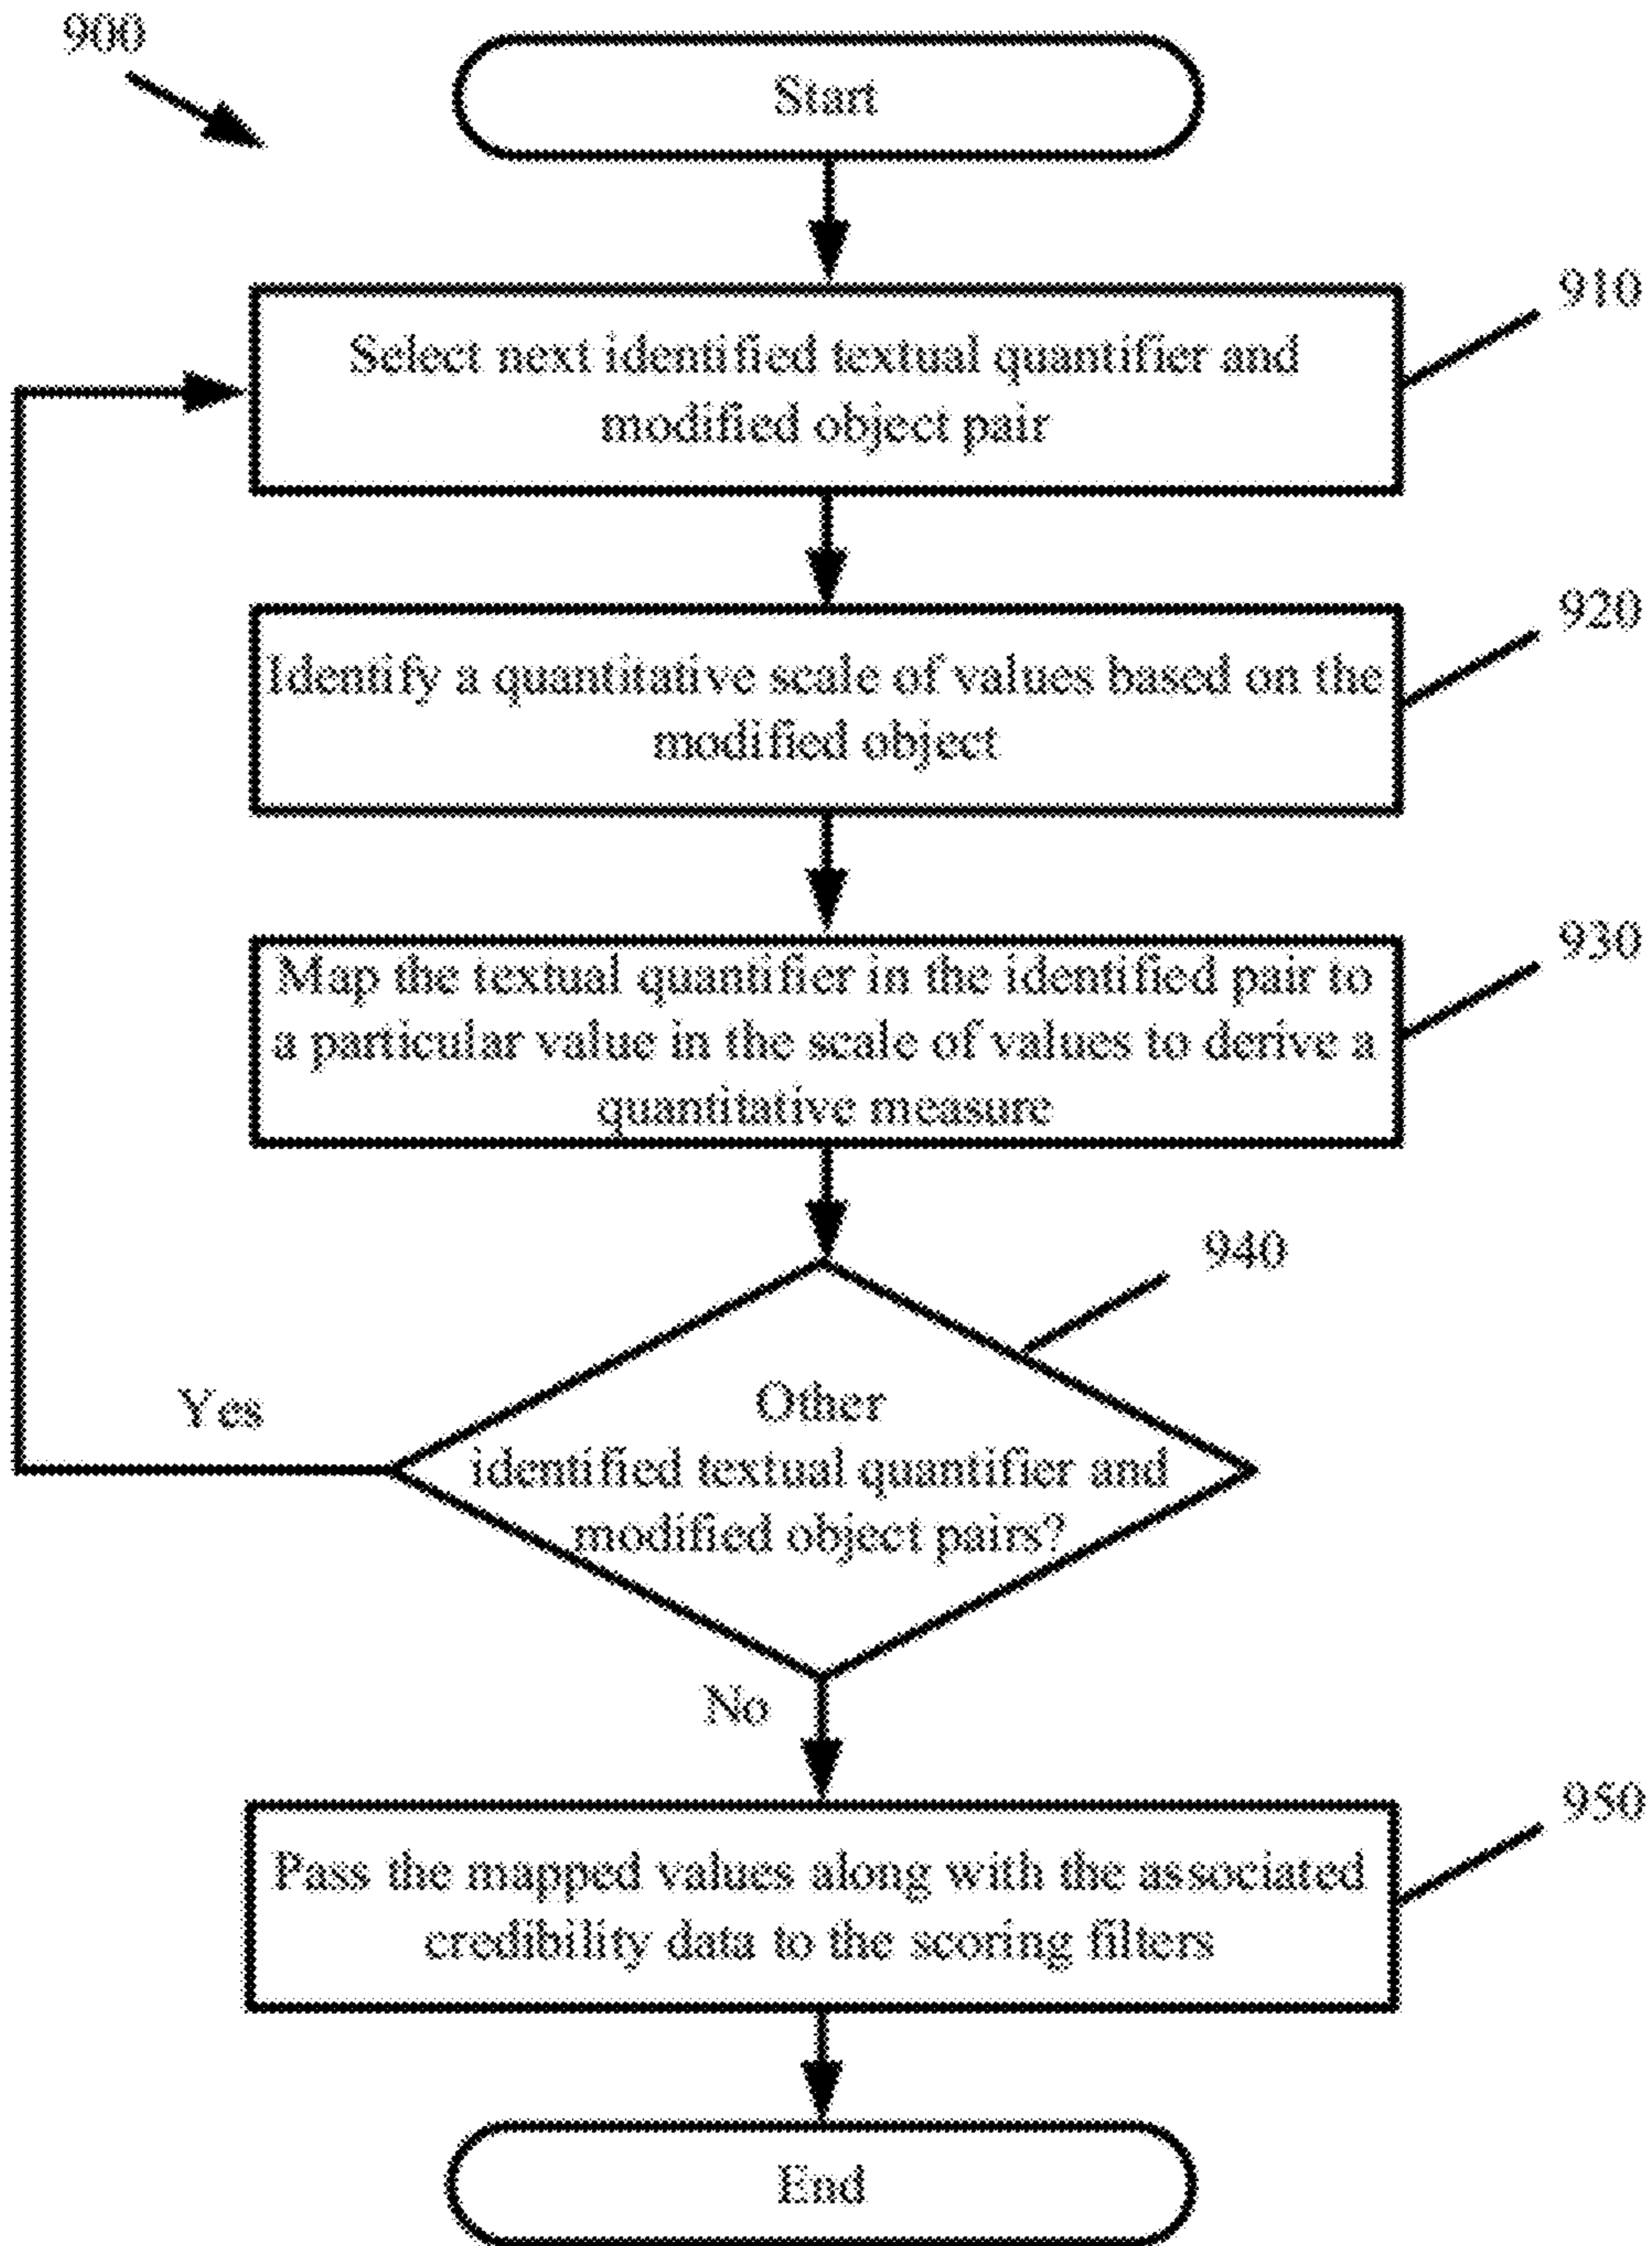 900
Start
910
Select next identified textual quantifier and
modified object pair
920
Identify a quantitative scale of values based on the
modified object
930
Map the textual quantifier in the identified pair to
a particular value in the scale of values to derive a
quantitative measure
940
Other
identified textual quantifier and
modified object pairs?
Yes
No
950
Pass the mapped values along with the associated
credibility data to the scoring filters
End